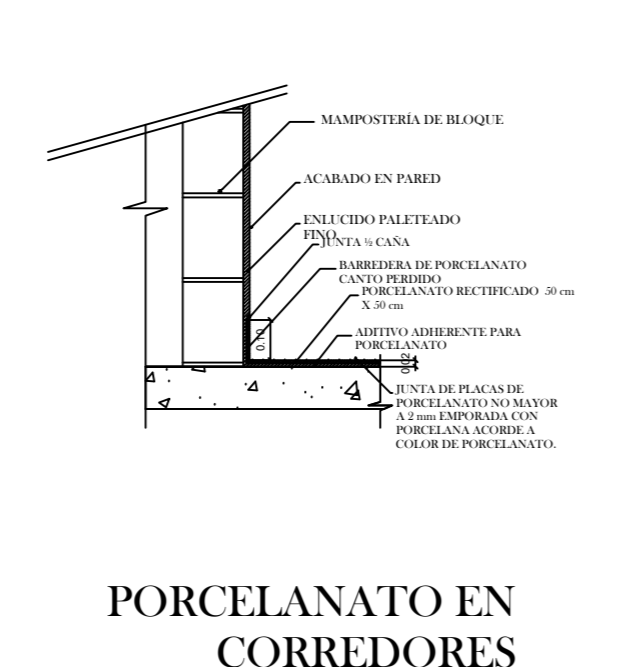 MAMPOSTERÍA DE BLOQUE
ACABADO EN PARED
ENLUCIDO PALETEADO
FINO
JUNTA ½ CAÑA
BARREDERA DE PORCELANATO
CANTO PERDIDO
PORCELANATO RECTIFICADO 50 cm
X 50 cm
0.10
ADITIVO ADHERENTE PARA
PORCELANATO
0.02
JUNTA DE PLACAS DE
PORCELANATO NO MAYOR
A 2 mm EMPORADA CON
PORCELANA ACORDE A
COLOR DE PORCELANATO.
PORCELANATO EN
CORREDORES